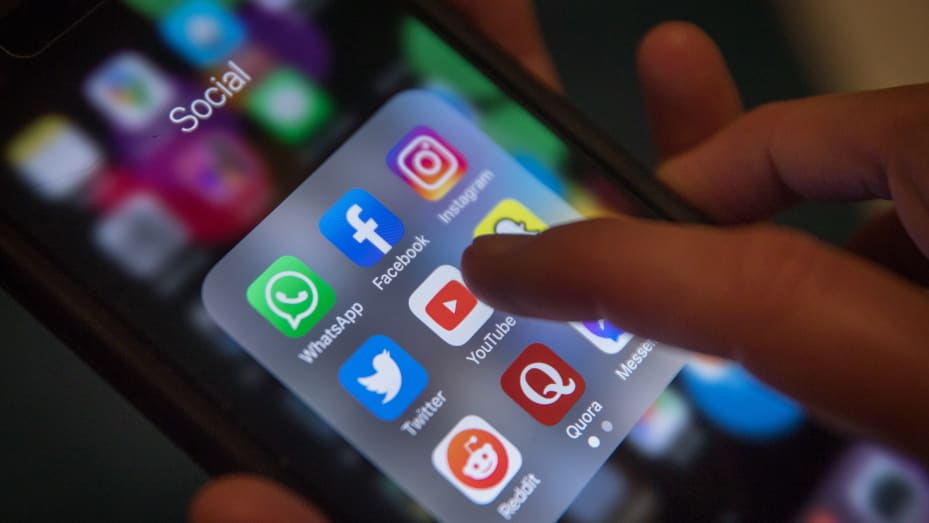 Social
WhatsApp
Facebook
Instagram
Twitter
YouTube
Reddit
Quora